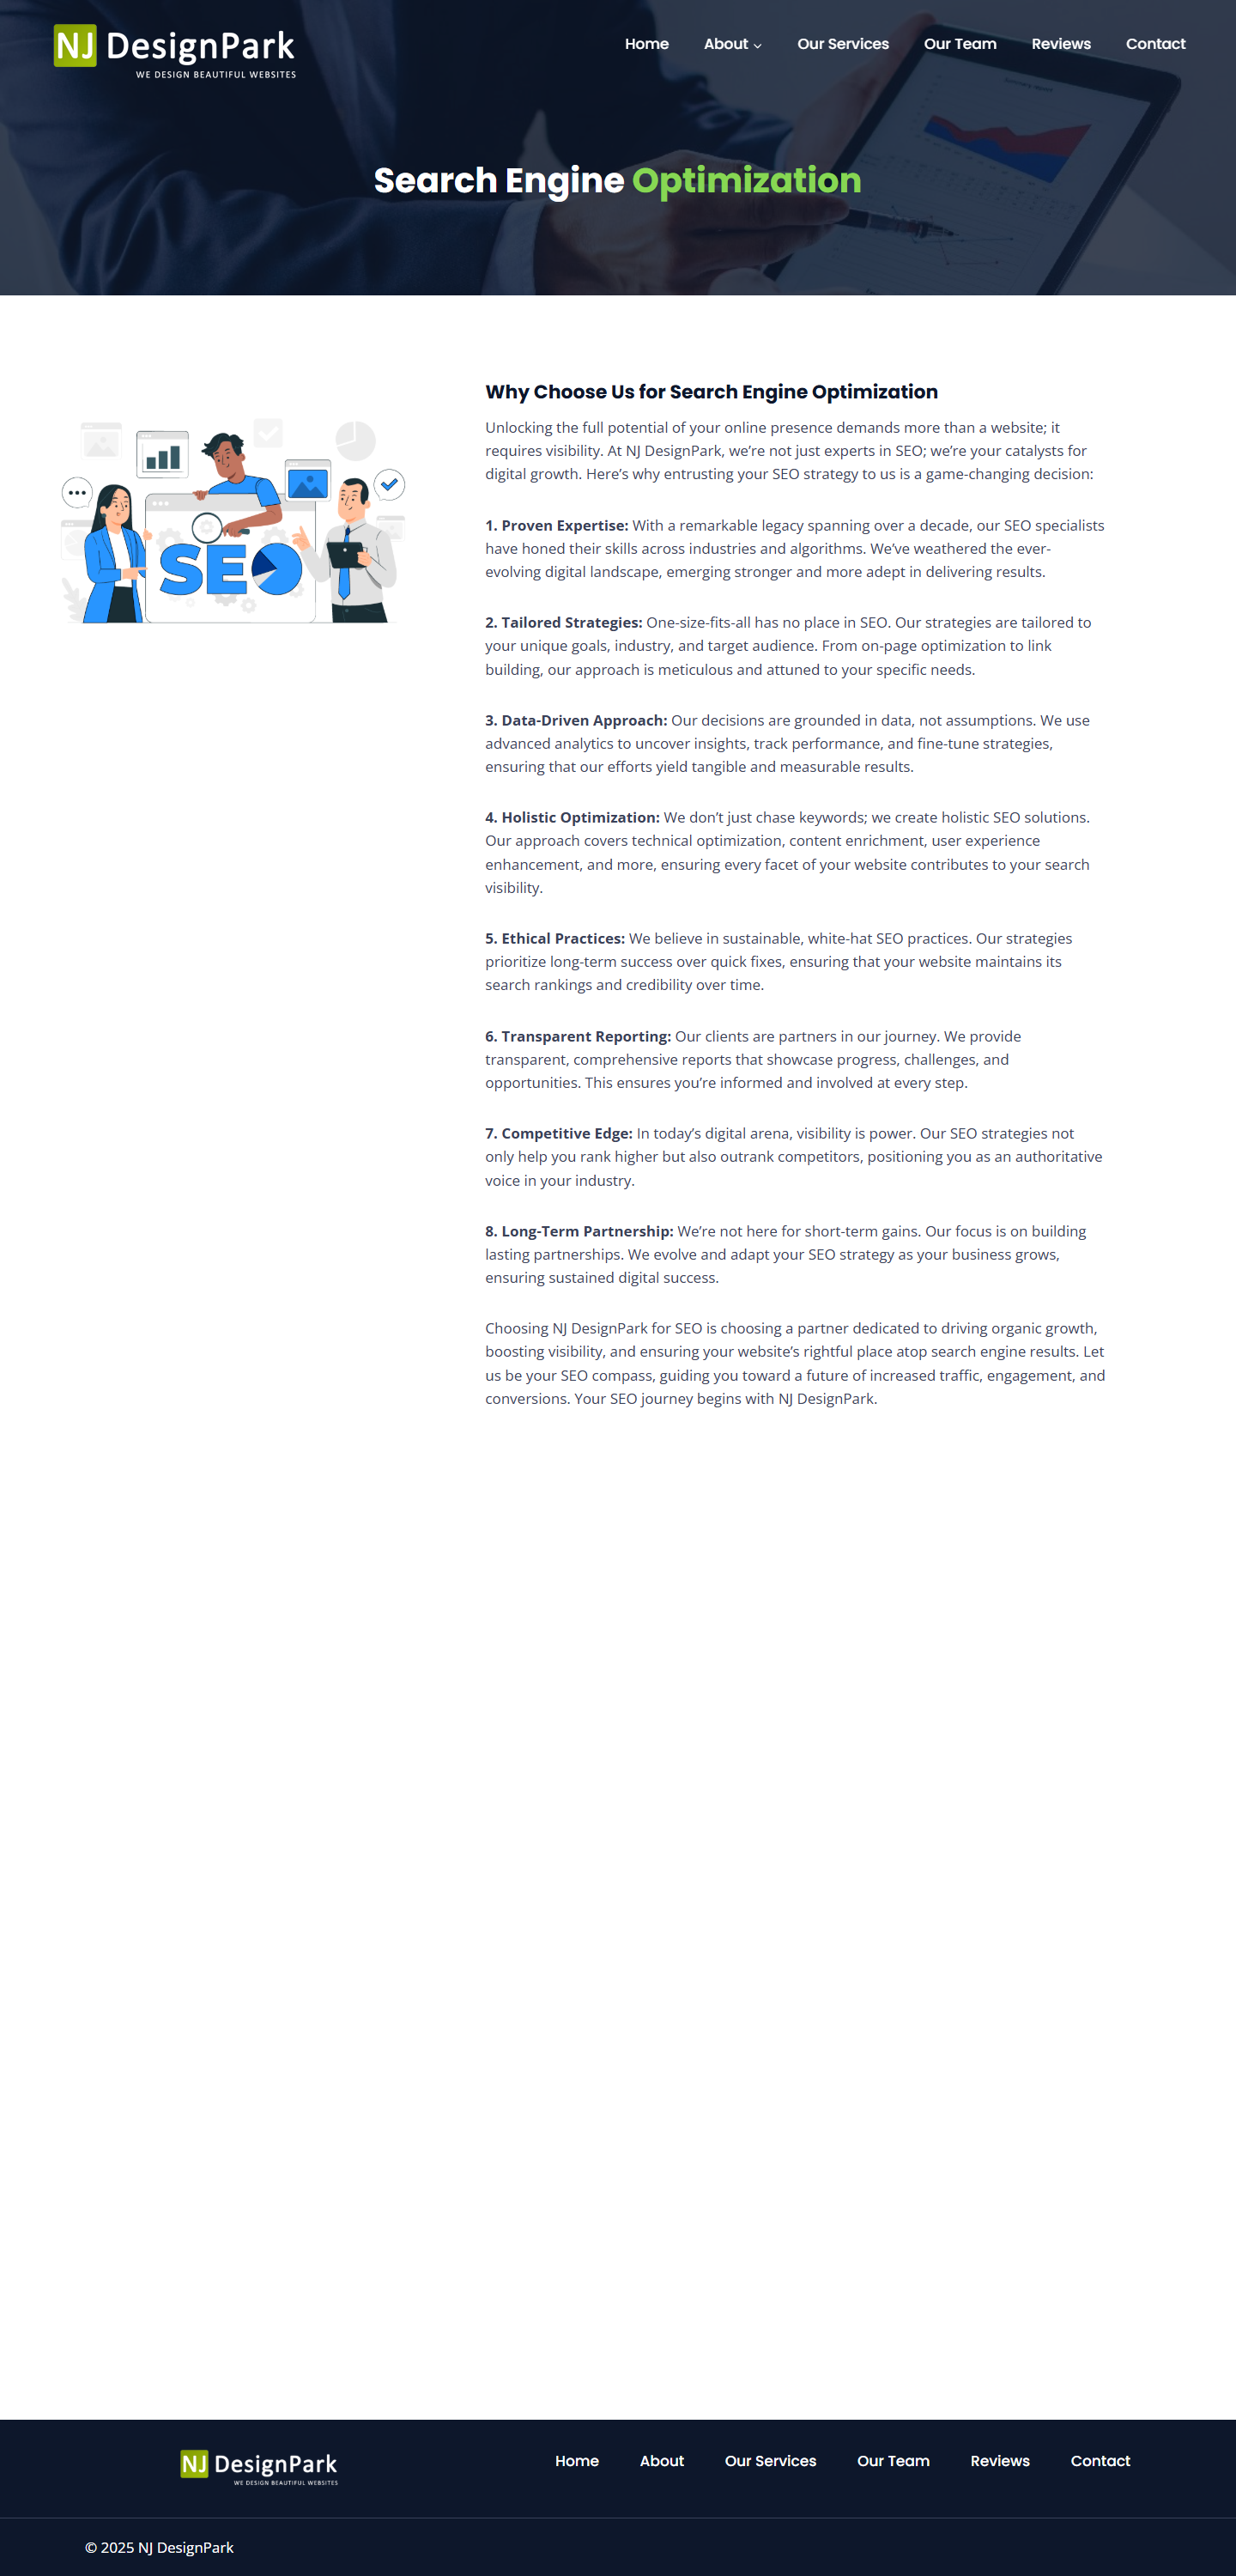 NJ DesignPark
WE DESIGN BEAUTIFUL WEBSITES
Home About Our Services Our Team Reviews Contact
Search Engine Optimization
SEO
Why Choose Us for Search Engine Optimization
Unlocking the full potential of your online presence demands more than a website; it
requires visibility. At NJ DesignPark, we’re not just experts in SEO; we’re your catalysts for
digital growth. Here’s why entrusting your SEO strategy to us is a game-changing decision:
1. Proven Expertise: With a remarkable legacy spanning over a decade, our SEO specialists
have honed their skills across industries and algorithms. We’ve weathered the ever-
evolving digital landscape, emerging stronger and more adept in delivering results.
2. Tailored Strategies: One-size-fits-all has no place in SEO. Our strategies are tailored to
your unique goals, industry, and target audience. From on-page optimization to link
building, our approach is meticulous and attuned to your specific needs.
3. Data-Driven Approach: Our decisions are grounded in data, not assumptions. We use
advanced analytics to uncover insights, track performance, and fine-tune strategies,
ensuring that our efforts yield tangible and measurable results.
4. Holistic Optimization: We don’t just chase keywords; we create holistic SEO solutions.
Our approach covers technical optimization, content enrichment, user experience
enhancement, and more, ensuring every facet of your website contributes to your search
visibility.
5. Ethical Practices: We believe in sustainable, white-hat SEO practices. Our strategies
prioritize long-term success over quick fixes, ensuring that your website maintains its
search rankings and credibility over time.
6. Transparent Reporting: Our clients are partners in our journey. We provide
transparent, comprehensive reports that showcase progress, challenges, and
opportunities. This ensures you’re informed and involved at every step.
7. Competitive Edge: In today’s digital arena, visibility is power. Our SEO strategies not
only help you rank higher but also outrank competitors, positioning you as an authoritative
voice in your industry.
8. Long-Term Partnership: We’re not here for short-term gains. Our focus is on building
lasting partnerships. We evolve and adapt your SEO strategy as your business grows,
ensuring sustained digital success.
Choosing NJ DesignPark for SEO is choosing a partner dedicated to driving organic growth,
boosting visibility, and ensuring your website’s rightful place atop search engine results. Let
us be your SEO compass, guiding you toward a future of increased traffic, engagement, and
conversions. Your SEO journey begins with NJ DesignPark.
NJ DesignPark
WE DESIGN BEAUTIFUL WEBSITES
Home About Our Services Our Team Reviews Contact
© 2025 NJ DesignPark